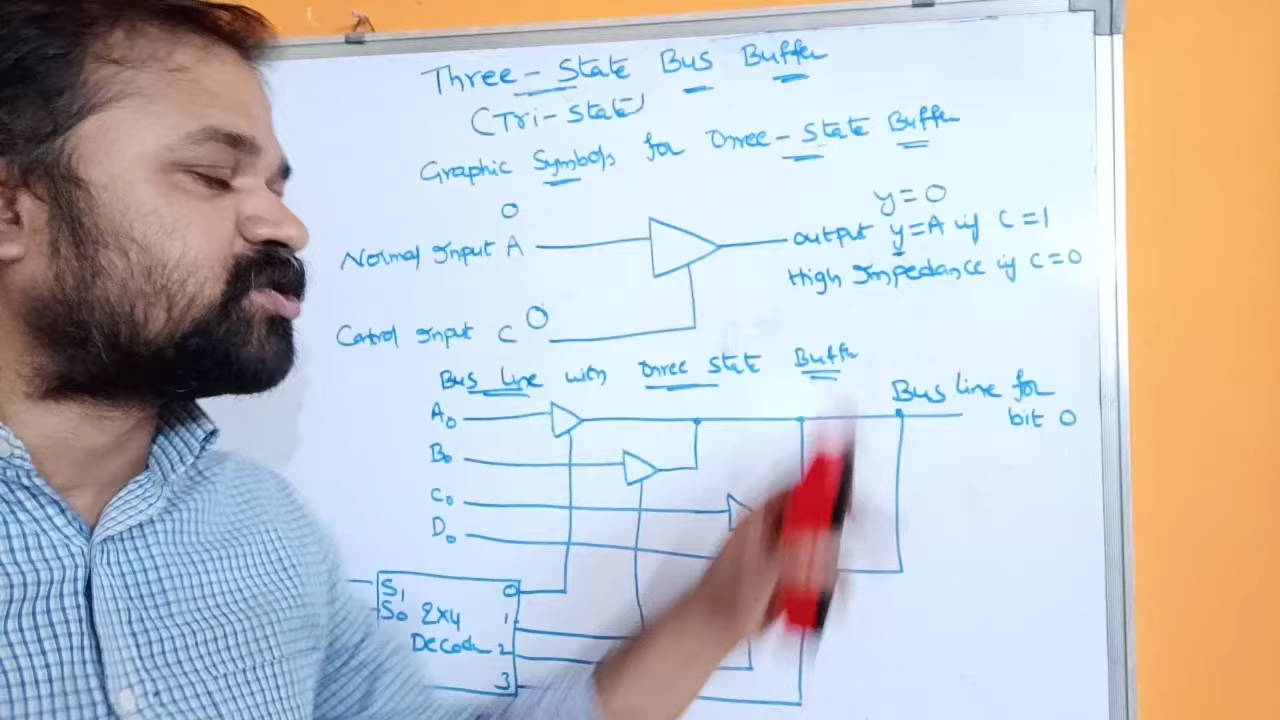 Three-State Bus Buffer
(Tri-State)
Graphic Symbols for Three-State Buffer
0
y=0
Normal Input A
output y=A if C=1
High Impedance if C=0
Control Input C 0
Bus line with three state Buffer
Bus line for
bit 0
A0
B0
C0
D0
S1 0
S0 2x4 1
Decoder 2
3